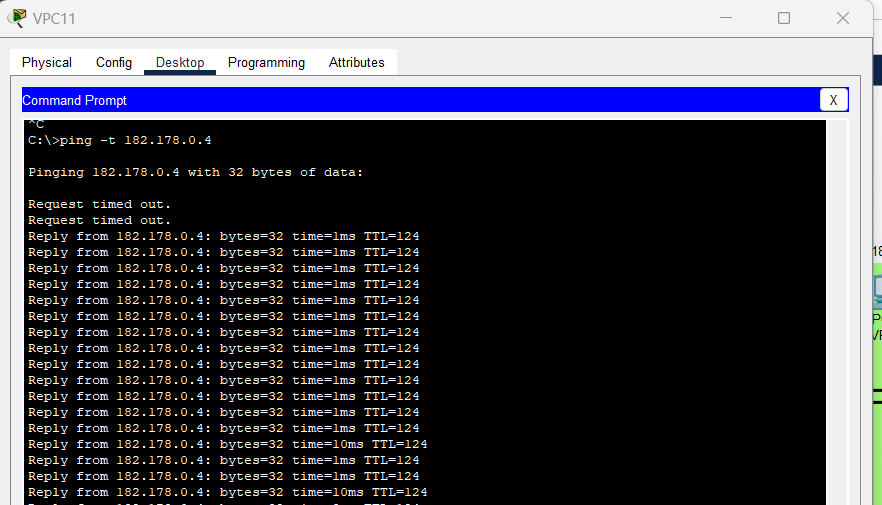 VPC11
Physical Config Desktop Programming Attributes
Command Prompt X
^C
C:\>ping -t 182.178.0.4
Pinging 182.178.0.4 with 32 bytes of data:
Request timed out.
Request timed out.
Reply from 182.178.0.4: bytes=32 time=1ms TTL=124
Reply from 182.178.0.4: bytes=32 time=1ms TTL=124
Reply from 182.178.0.4: bytes=32 time=1ms TTL=124
Reply from 182.178.0.4: bytes=32 time=1ms TTL=124
Reply from 182.178.0.4: bytes=32 time=1ms TTL=124
Reply from 182.178.0.4: bytes=32 time=1ms TTL=124
Reply from 182.178.0.4: bytes=32 time=1ms TTL=124
Reply from 182.178.0.4: bytes=32 time=1ms TTL=124
Reply from 182.178.0.4: bytes=32 time=1ms TTL=124
Reply from 182.178.0.4: bytes=32 time=1ms TTL=124
Reply from 182.178.0.4: bytes=32 time=1ms TTL=124
Reply from 182.178.0.4: bytes=32 time=1ms TTL=124
Reply from 182.178.0.4: bytes=32 time=1ms TTL=124
Reply from 182.178.0.4: bytes=32 time=10ms TTL=124
Reply from 182.178.0.4: bytes=32 time=1ms TTL=124
Reply from 182.178.0.4: bytes=32 time=1ms TTL=124
Reply from 182.178.0.4: bytes=32 time=10ms TTL=124